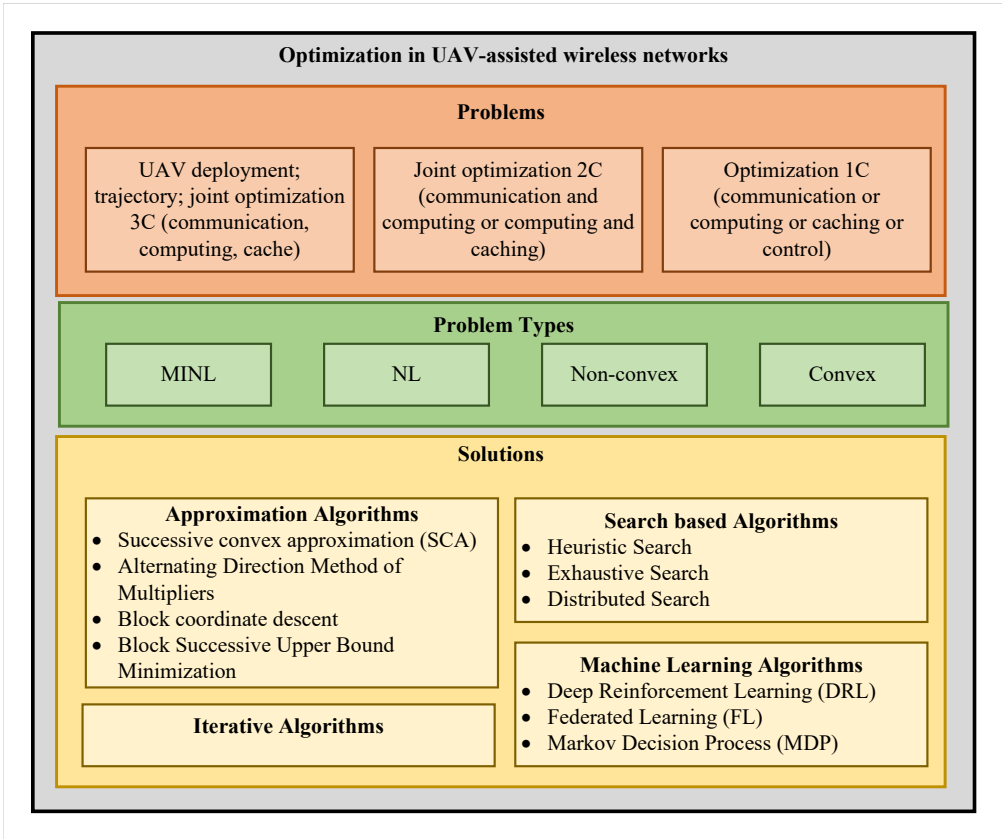 Optimization in UAV-assisted wireless networks
Problems
UAV deployment;
trajectory; joint optimization
3C (communication,
computing, cache)
Joint optimization 2C
(communication and
computing or computing and
caching)
Optimization 1C
(communication or
computing or caching or
control)
Problem Types
MINL
NL
Non-convex
Convex
Solutions
Approximation Algorithms
• Successive convex approximation (SCA)
• Alternating Direction Method of
Multipliers
• Block coordinate descent
• Block Successive Upper Bound
Minimization
Iterative Algorithms
Search based Algorithms
• Heuristic Search
• Exhaustive Search
• Distributed Search
Machine Learning Algorithms
• Deep Reinforcement Learning (DRL)
• Federated Learning (FL)
• Markov Decision Process (MDP)